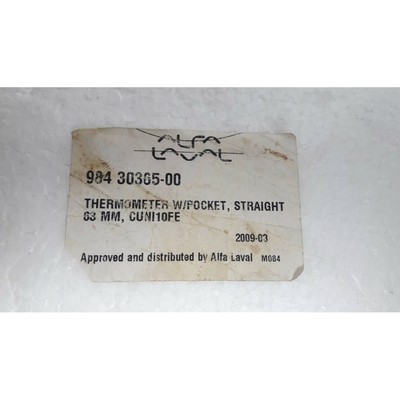 ALFA
LAVAL
984 30365-00
THERMOMETER W/POCKET, STRAIGHT
63 MM, CUNI10FE
2009-03
Approved and distributed by Alfa Laval M084